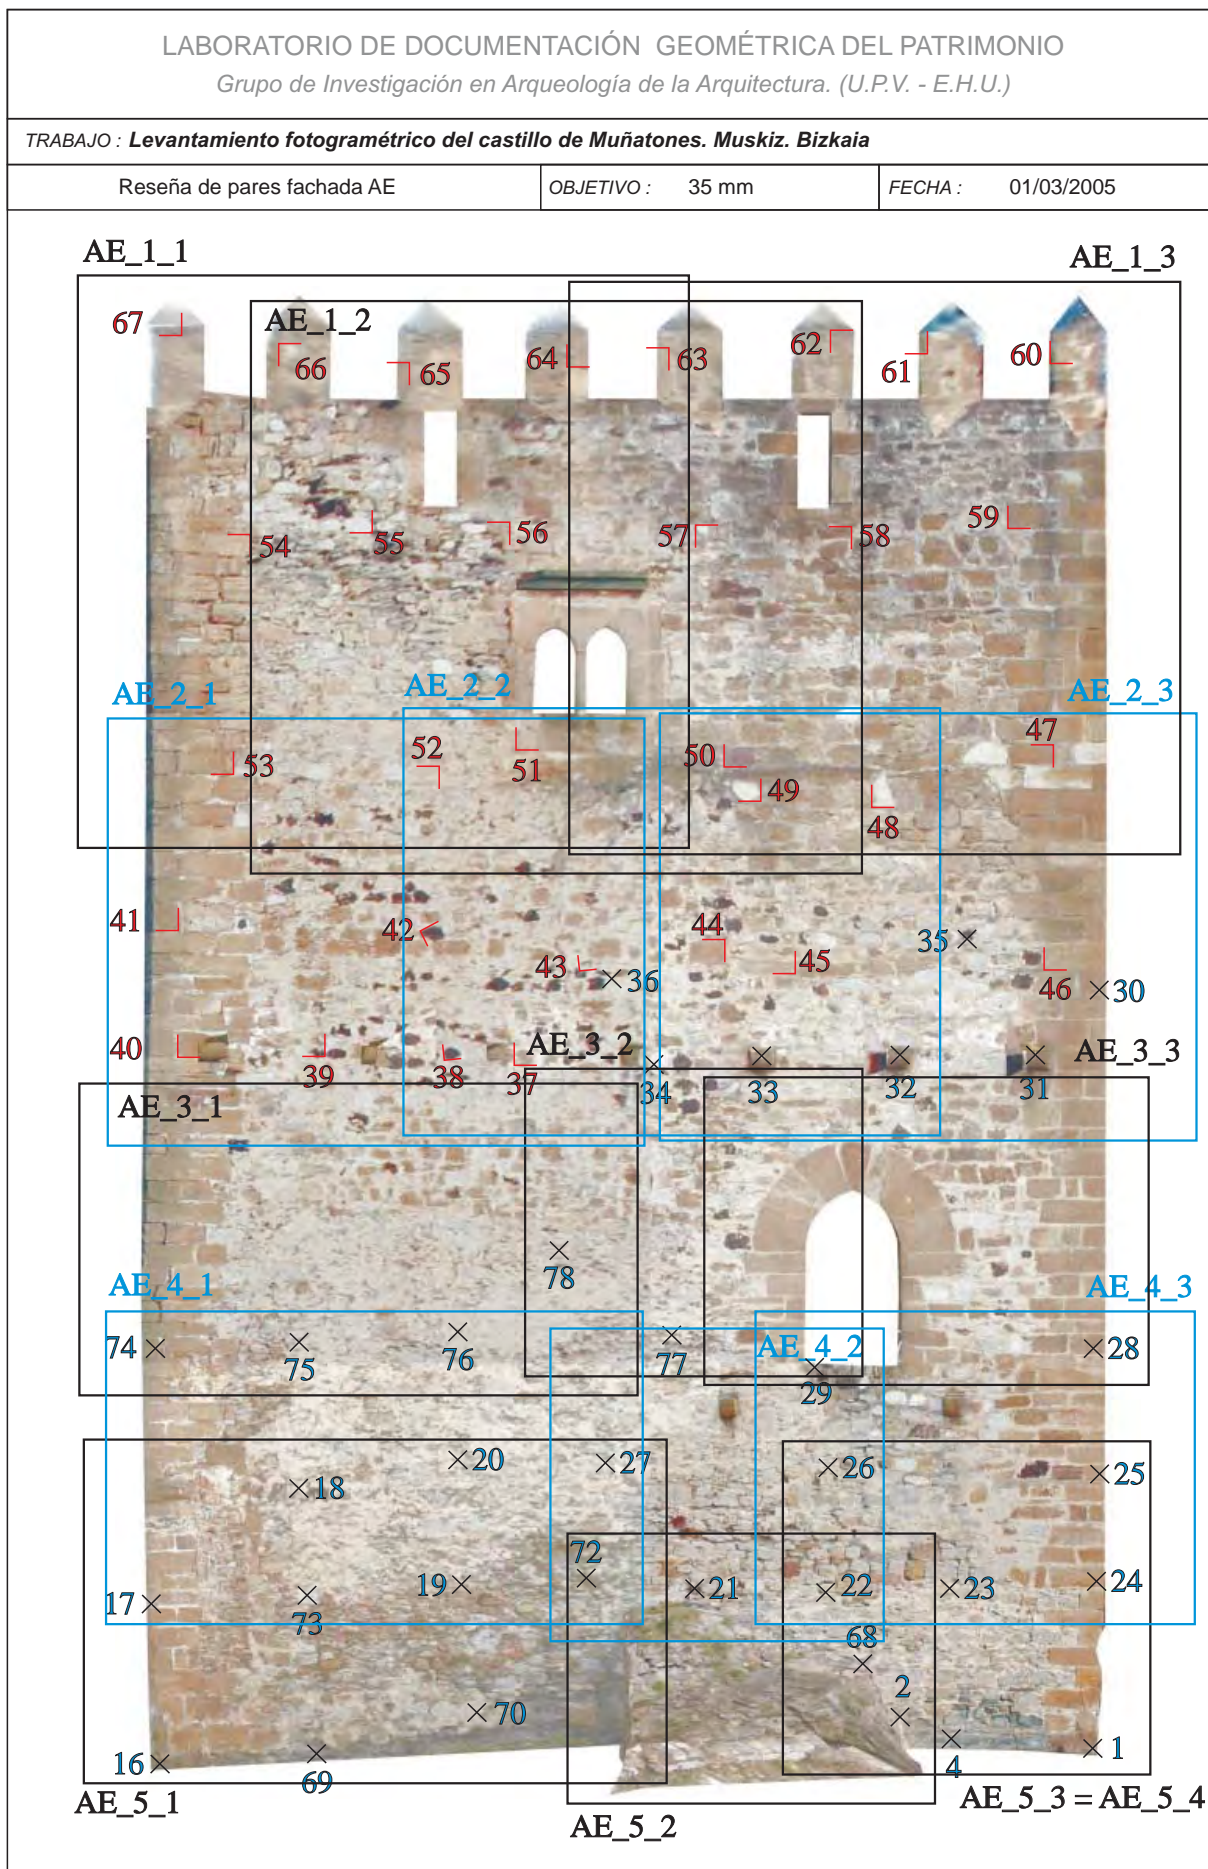 LABORATORIO DE DOCUMENTACIÓN GEOMÉTRICA DEL PATRIMONIO
Grupo de Investigación en Arqueología de la Arquitectura. (U.P.V. - E.H.U.)
TRABAJO : Levantamiento fotogramétrico del castillo de Muñatones. Muskiz. Bizkaia
Reseña de pares fachada AE OBJETIVO : 35 mm FECHA : 01/03/2005
AE_1_1 AE_1_3
AE_1_2
67 66 65 64 63 62 61 60
54 55 56 57 58 59
AE_2_1 AE_2_2 AE_2_3
53 52 51 50 49 48 47
41 42 43 36 44 45 35 46 30
40 39 38 37 AE_3_2 34 33 32 31 AE_3_3
AE_3_1
78
AE_4_1 AE_4_3
74 75 76 77 AE_4_2 29 28
18 20 27 26 25
17 73 19 72 21 22 23 24
68
70 2
16 69 4 1
AE_5_1 AE_5_2 AE_5_3 = AE_5_4